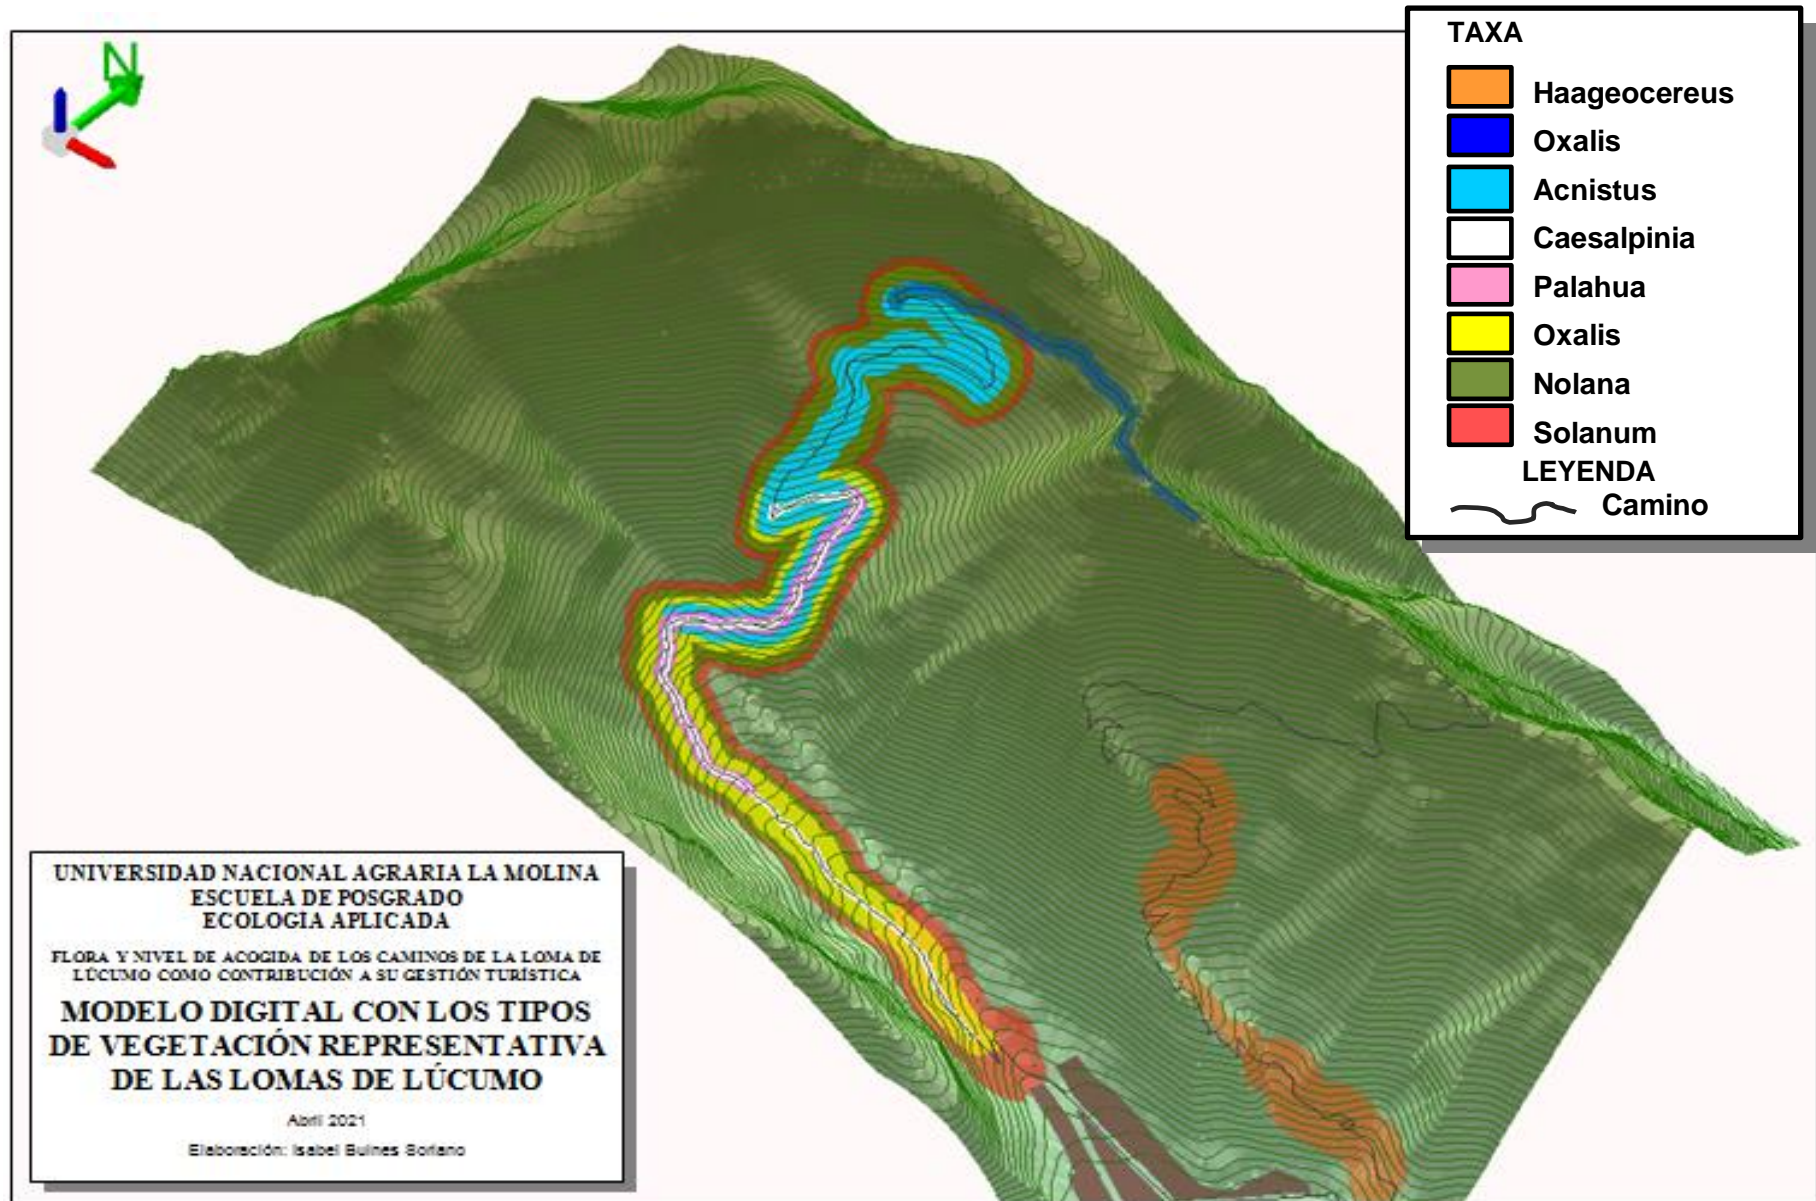 N
TAXA
Haageocereus
Oxalis
Acnistus
Caesalpinia
Palahua
Oxalis
Nolana
Solanum
LEYENDA
Camino
UNIVERSIDAD NACIONAL AGRARIA LA MOLINA
ESCUELA DE POSGRADO
ECOLOGÍA APLICADA
FLORA Y NIVEL DE ACOGIDA DE LOS CAMINOS DE LA LOMA DE
LÚCUMO COMO CONTRIBUCIÓN A SU GESTIÓN TURÍSTICA
MODELO DIGITAL CON LOS TIPOS
DE VEGETACIÓN REPRESENTATIVA
DE LAS LOMAS DE LÚCUMO
Abril 2021
Elaboración: Isabel Bulnes Soriano